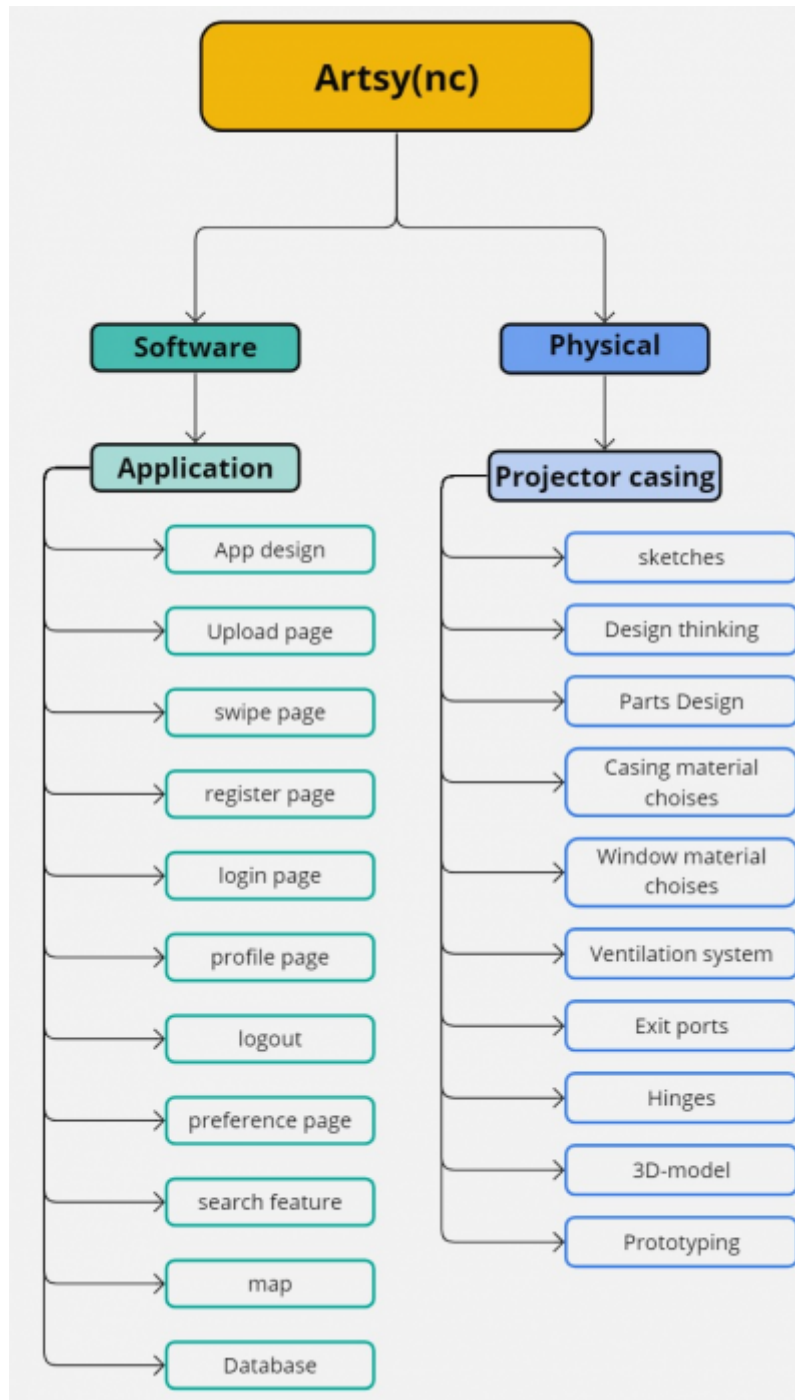 Artsy(nc)
Software
Application
App design
Upload page
swipe page
register page
login page
profile page
logout
preference page
search feature
map
Database
Physical
Projector casing
sketches
Design thinking
Parts Design
Casing material
choises
Window material
choises
Ventilation system
Exit ports
Hinges
3D-model
Prototyping